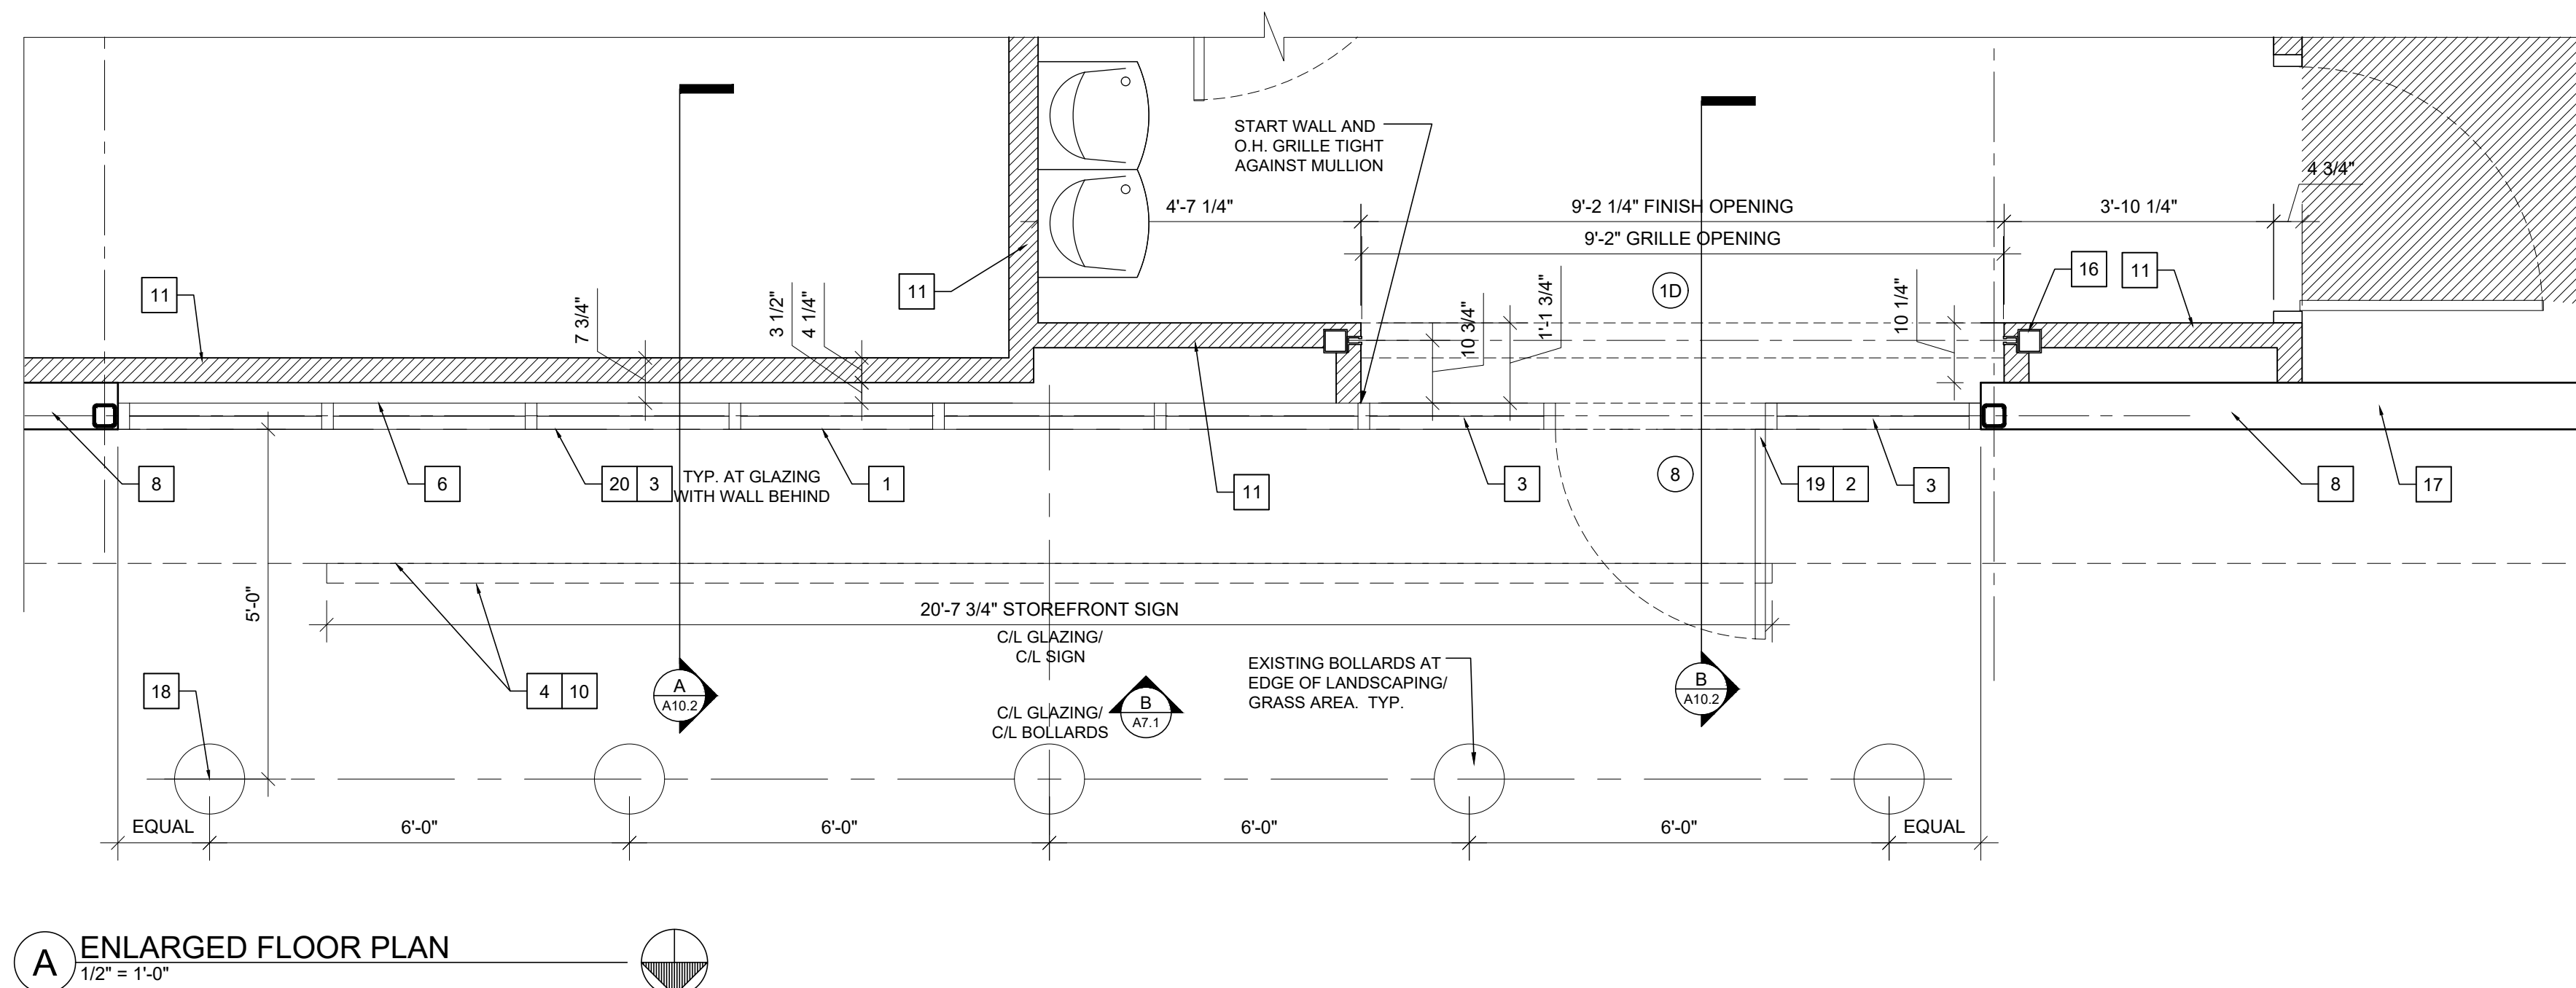 START WALL AND
O.H. GRILLE TIGHT
AGAINST MULLION
4 3/4"
4'-7 1/4"
9'-2 1/4" FINISH OPENING
3'-10 1/4"
9'-2" GRILLE OPENING
11
11
7 3/4"
3 1/2"
4 1/4"
10 3/4"
1'-1 3/4"
1D
10 1/4"
16
11
8
6
20 3
TYP. AT GLAZING
WITH WALL BEHIND
1
11
3
8
19 2
3
8
17
5'-0"
20'-7 3/4" STOREFRONT SIGN
C/L GLAZING/
C/L SIGN
18
4 10
A
A10.2
C/L GLAZING/
C/L BOLLARDS
B
A7.1
EXISTING BOLLARDS AT
EDGE OF LANDSCAPING/
GRASS AREA. TYP.
B
A10.2
EQUAL
6'-0"
6'-0"
6'-0"
6'-0"
EQUAL
A
ENLARGED FLOOR PLAN
1/2" = 1'-0"